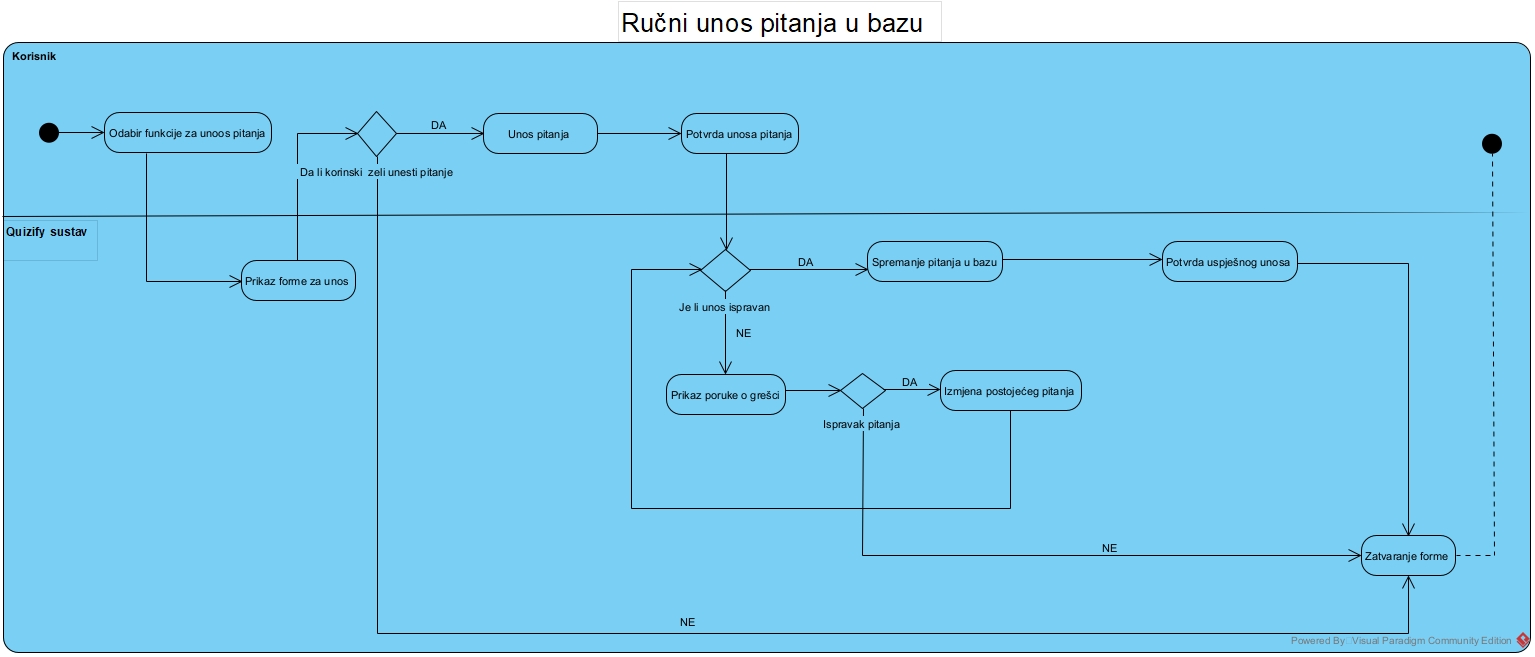 Ručni unos pitanja u bazu
Korisnik
Odabir funkcije za unoos pitanja
DA
Unos pitanja
Potvrda unosa pitanja
Da li korinski zeli unesti pitanje
Quizify sustav
Prikaz forme za unos
DA
Spremanje pitanja u bazu
Potvrda uspješnog unosa
Je li unos ispravan
NE
Prikaz poruke o grešci
DA
Izmjena postojećeg pitanja
Ispravak pitanja
NE
Zatvaranje forme
NE
Powered By: Visual Paradigm Community Edition